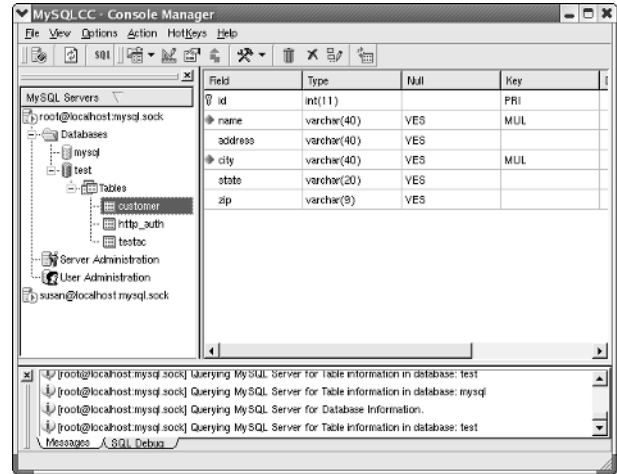 MySQLCC - Console Manager
File View Options Action HotKeys Help
SQL
MySQL Servers
root@localhost:mysql.sock
Databases
mysql
test
Tables
customer
http_auth
testac
Server Administration
User Administration
susan@localhost:mysql.sock
Field Type Null Key
id int(11) PRI
name varchar(40) YES MUL
address varchar(40) YES
city varchar(40) YES MUL
state varchar(20) YES
zip varchar(9) YES
[root@localhost:mysql.sock] Querying MySQL Server for Table information in database: test
[root@localhost:mysql.sock] Querying MySQL Server for Table information in database: mysql
[root@localhost:mysql.sock] Querying MySQL Server for Database Information.
[root@localhost:mysql.sock] Querying MySQL Server for Table information in database: test
Messages SQL Debug